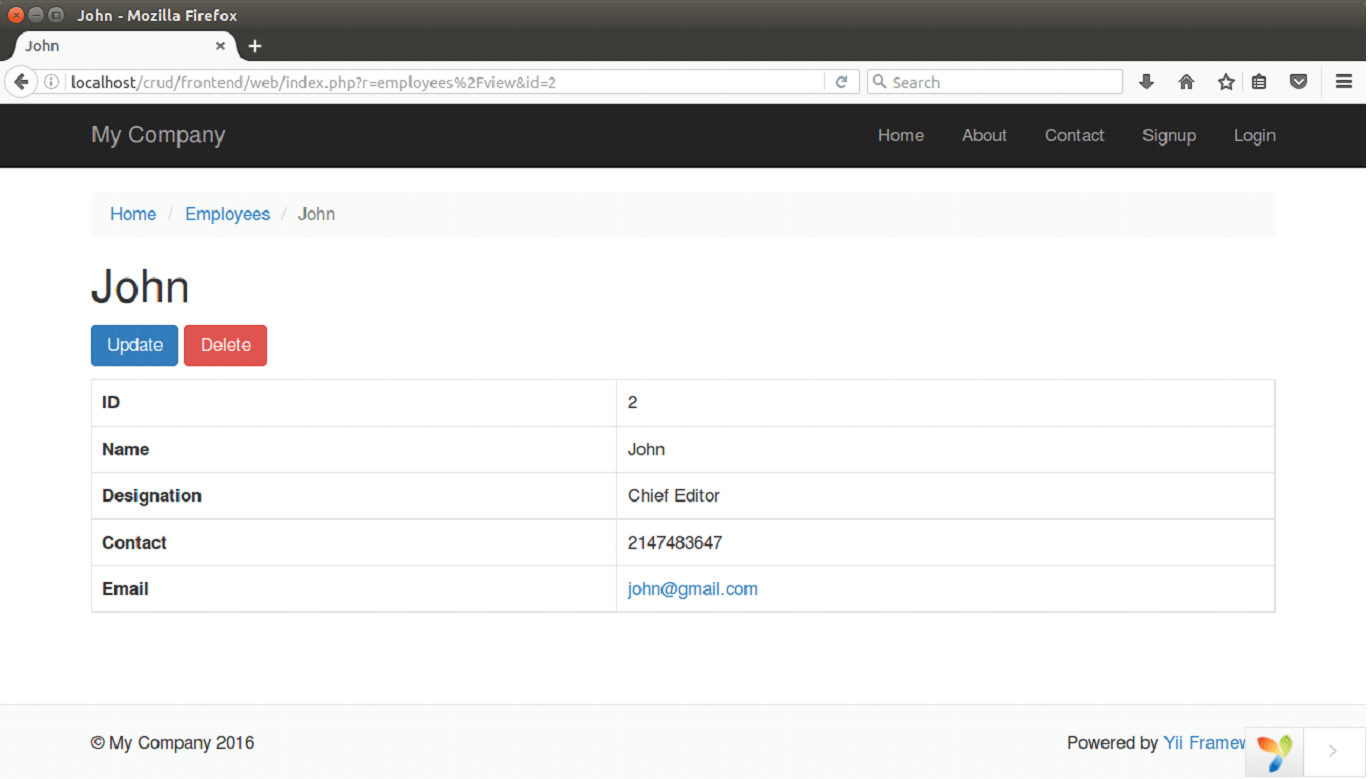 John - Mozilla Firefox
John
localhost/crud/frontend/web/index.php?r=employees%2Fview&id=2 Search
My Company Home About Contact Signup Login
Home / Employees / John
John
Update Delete
ID 2
Name John
Designation Chief Editor
Contact 2147483647
Email john@gmail.com
© My Company 2016 Powered by Yii